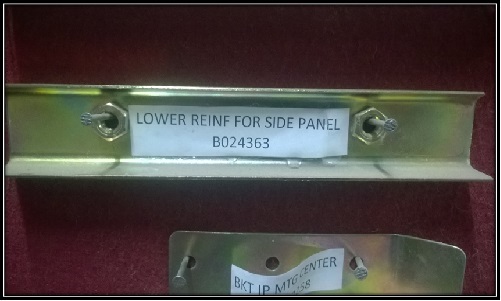 LOWER REINF FOR SIDE PANEL
B024363
BKT IP MTG CENTER